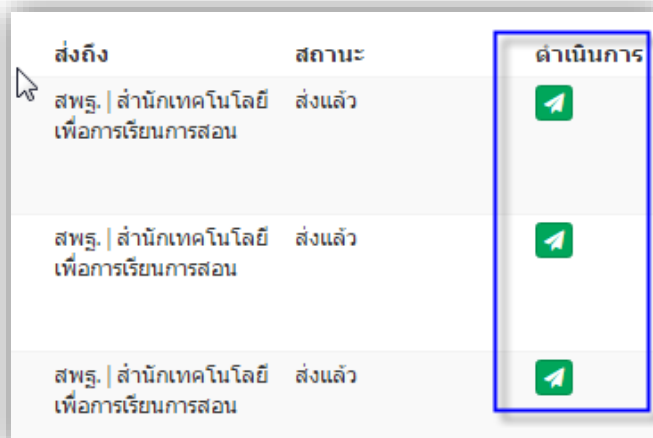 ส่งถึง สถานะ ดำเนินการ
สพฐ. | สำนักเทคโนโลยี ส่งแล้ว
เพื่อการเรียนการสอน
สพฐ. | สำนักเทคโนโลยี ส่งแล้ว
เพื่อการเรียนการสอน
สพฐ. | สำนักเทคโนโลยี ส่งแล้ว
เพื่อการเรียนการสอน